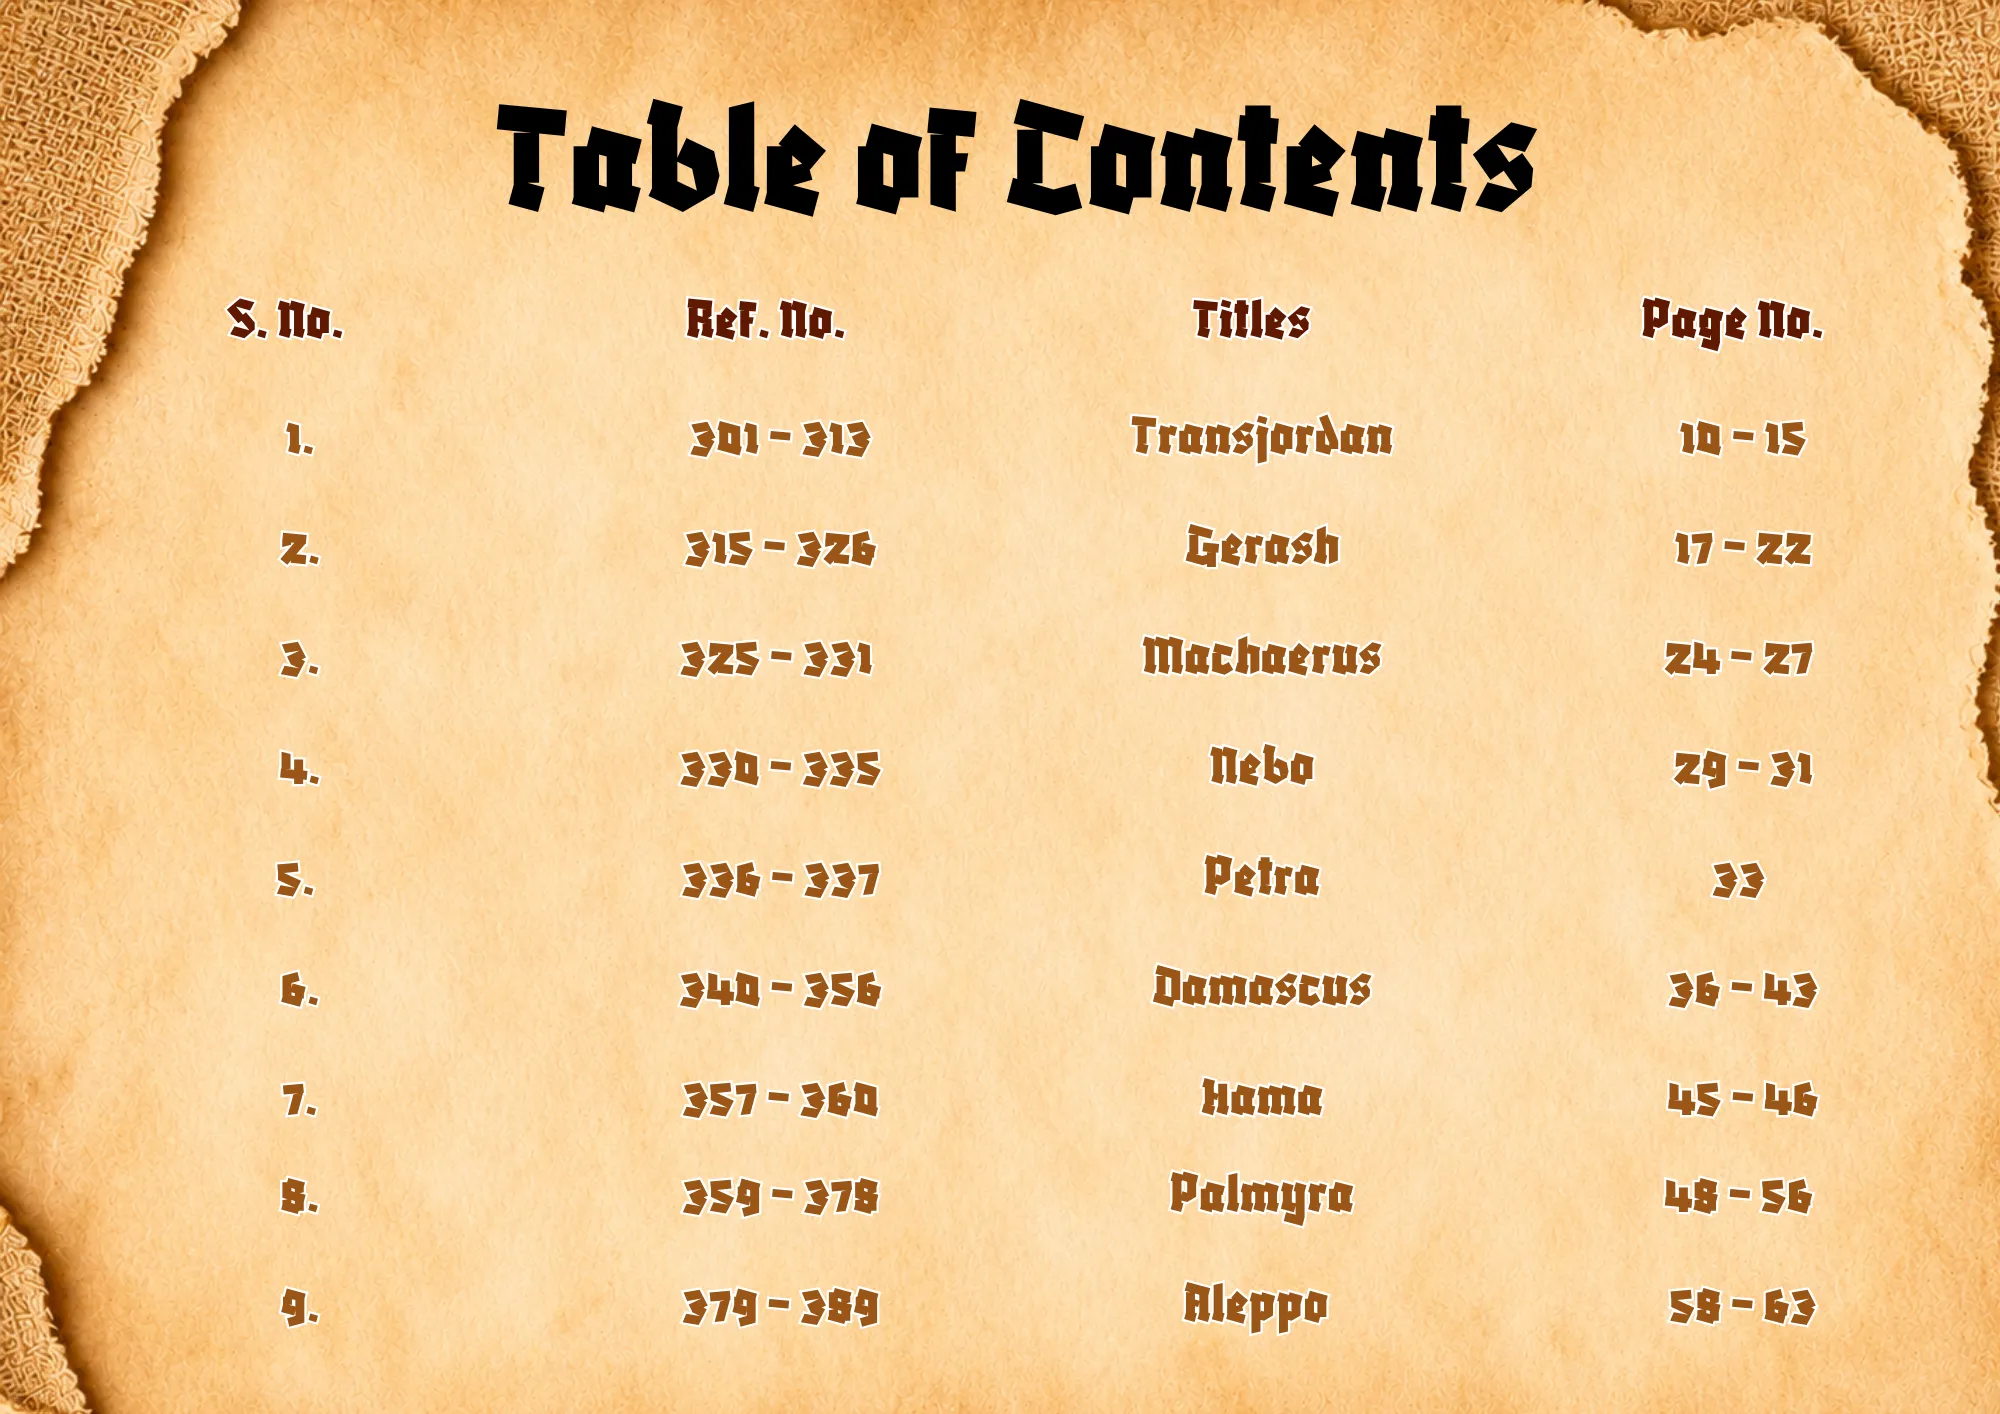 Table of Contents
S. No. Ref. No. Titles Page No.
1. 301 - 313 Transjordan 10 - 15
2. 315 - 326 Gerash 17 - 22
3. 325 - 331 Machaerus 24 - 27
4. 330 - 335 Nebo 29 - 31
5. 336 - 337 Petra 33
6. 340 - 356 Damascus 36 - 43
7. 357 - 360 Hama 45 - 46
8. 359 - 378 Palmyra 48 - 56
9. 379 - 389 Aleppo 58 - 63